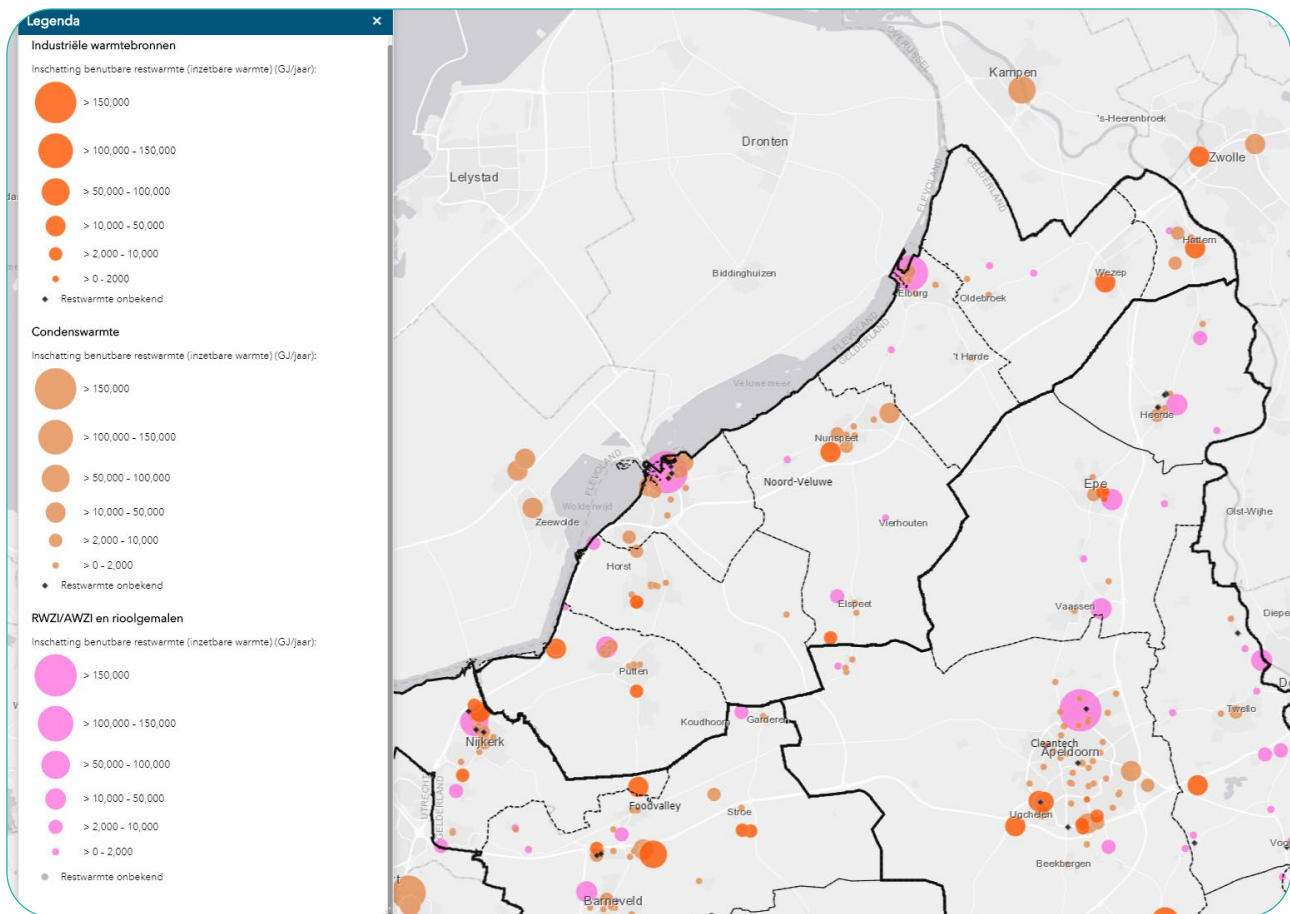 Legenda
×
Industriële warmtebronnen
Inschatting benutbare restwarmte (inzetbare warmte) (GJ/jaar):
> 150,000
> 100,000 - 150,000
> 50,000 - 100,000
> 10,000 - 50,000
> 2,000 - 10,000
> 0 - 2000
Restwarmte onbekend
Condenswarmte
Inschatting benutbare restwarmte (inzetbare warmte) (GJ/jaar):
> 150,000
> 100,000 - 150,000
> 50,000 - 100,000
> 10,000 - 50,000
> 2,000 - 10,000
> 0 - 2,000
Restwarmte onbekend
RWZI/AWZI en rioolgemalen
Inschatting benutbare restwarmte (inzetbare warmte) (GJ/jaar):
> 150,000
> 100,000 - 150,000
> 50,000 - 100,000
> 10,000 - 50,000
> 2,000 - 10,000
> 0 - 2,000
Restwarmte onbekend
OVERIJSSEL
Kampen
's-Heerenbroek
Dronten
Zwolle
Lelystad
FLEVOLAND
GELDERLAND
Hattem
Biddinghuizen
Wezep
Elburg
Oldebroek
FLEVOLAND
GELDERLAND
't Harde
Veluwemeer
Heerde
Nunspeet
FLEVOLAND
Noord-Veluwe
Epe
Wolderwijd
Zeewolde
Vierhouten
Olst-Wijhe
Horst
Elspeet
Vaassen
Putten
Koudhoorn
Garderen
Twello
Nijkerk
Cleantech
Apeldoorn
UTRECHT
GELDERLAND
Foodvalley
Stroe
Ugchelen
Beekbergen
Barneveld